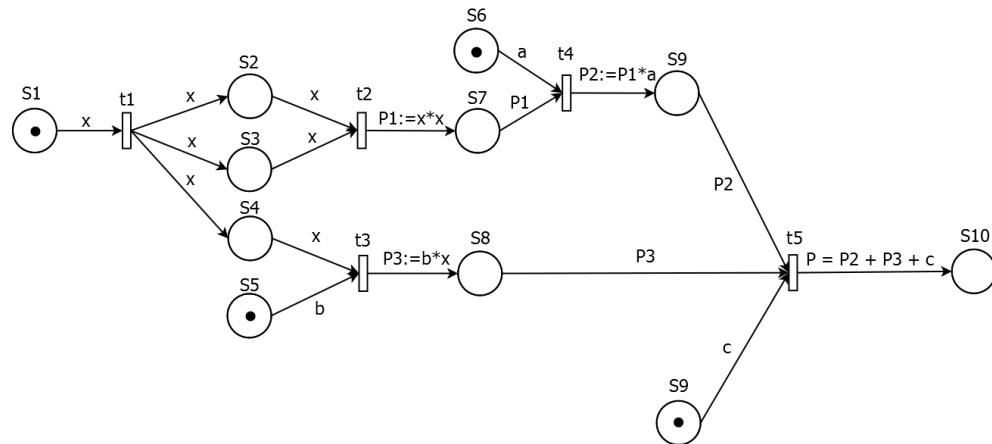 S6
a
t4
P2:=P1*a
S9
S1
x
t1
x
S2
x
t2
P1:=x*x
S7
P1
x
S3
x
x
S4
x
t3
P3:=b*x
S8
P3
P2
t5
P = P2 + P3 + c
S10
S5
b
c
S9